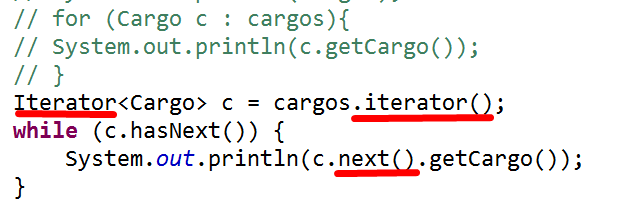 // for (Cargo c : cargos){
// System.out.println(c.getCargo());
// }
Iterator<Cargo> c = cargos.iterator();
while (c.hasNext()) {
System.out.println(c.next().getCargo());
}